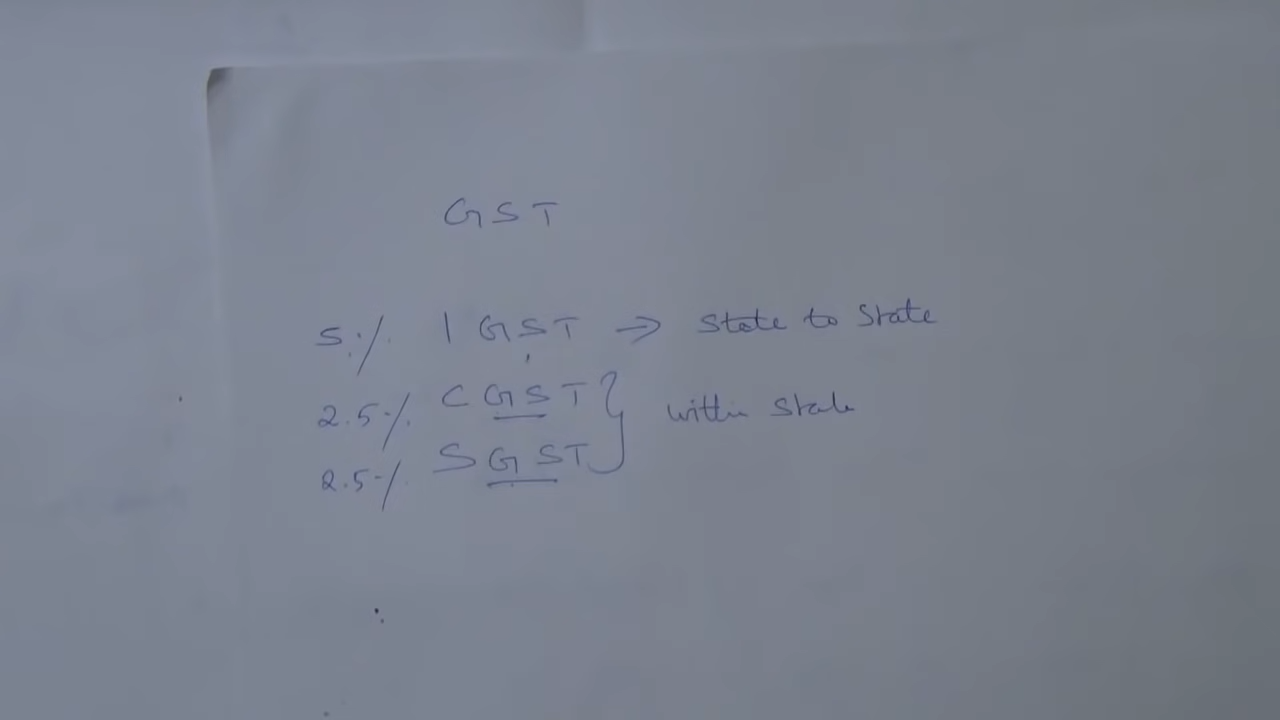 GST
5% IGST → State to State
2.5% CGST } within State
2.5% SGST